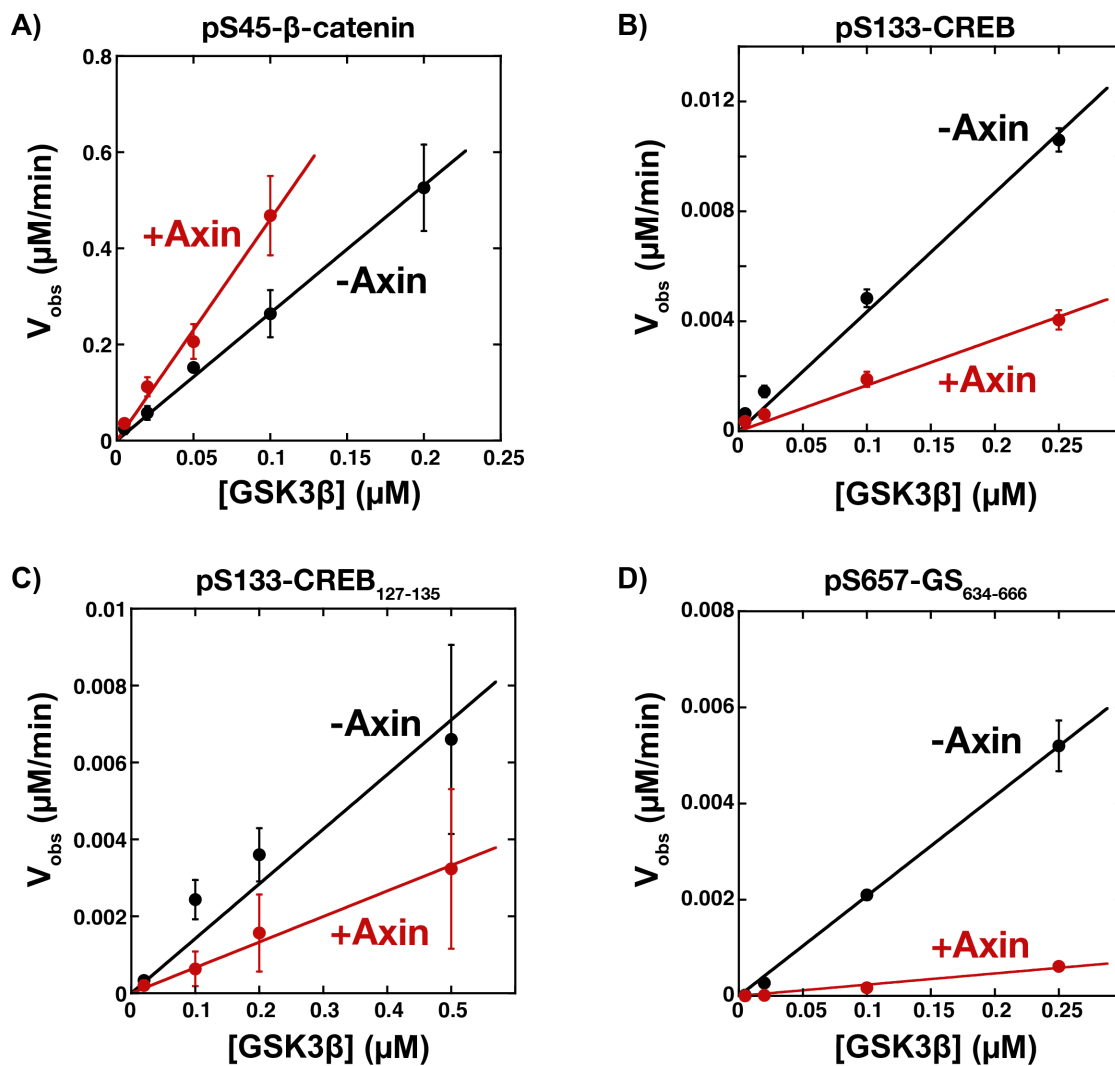 A)
pS45-β-catenin
0.8
0.6
0.4
0.2
0
V_obs (μM/min)
+Axin
-Axin
0
0.05
0.1
0.15
0.2
0.25
[GSK3β] (μM)
B)
pS133-CREB
0.012
0.008
0.004
0
V_obs (μM/min)
-Axin
+Axin
0
0.05
0.1
0.15
0.2
0.25
[GSK3β] (μM)
C)
pS133-CREB127-135
0.01
0.008
0.006
0.004
0.002
0
V_obs (μM/min)
-Axin
+Axin
0
0.1
0.2
0.3
0.4
0.5
[GSK3β] (μM)
D)
pS657-GS634-666
0.008
0.006
0.004
0.002
0
V_obs (μM/min)
-Axin
+Axin
0
0.05
0.1
0.15
0.2
0.25
[GSK3β] (μM)